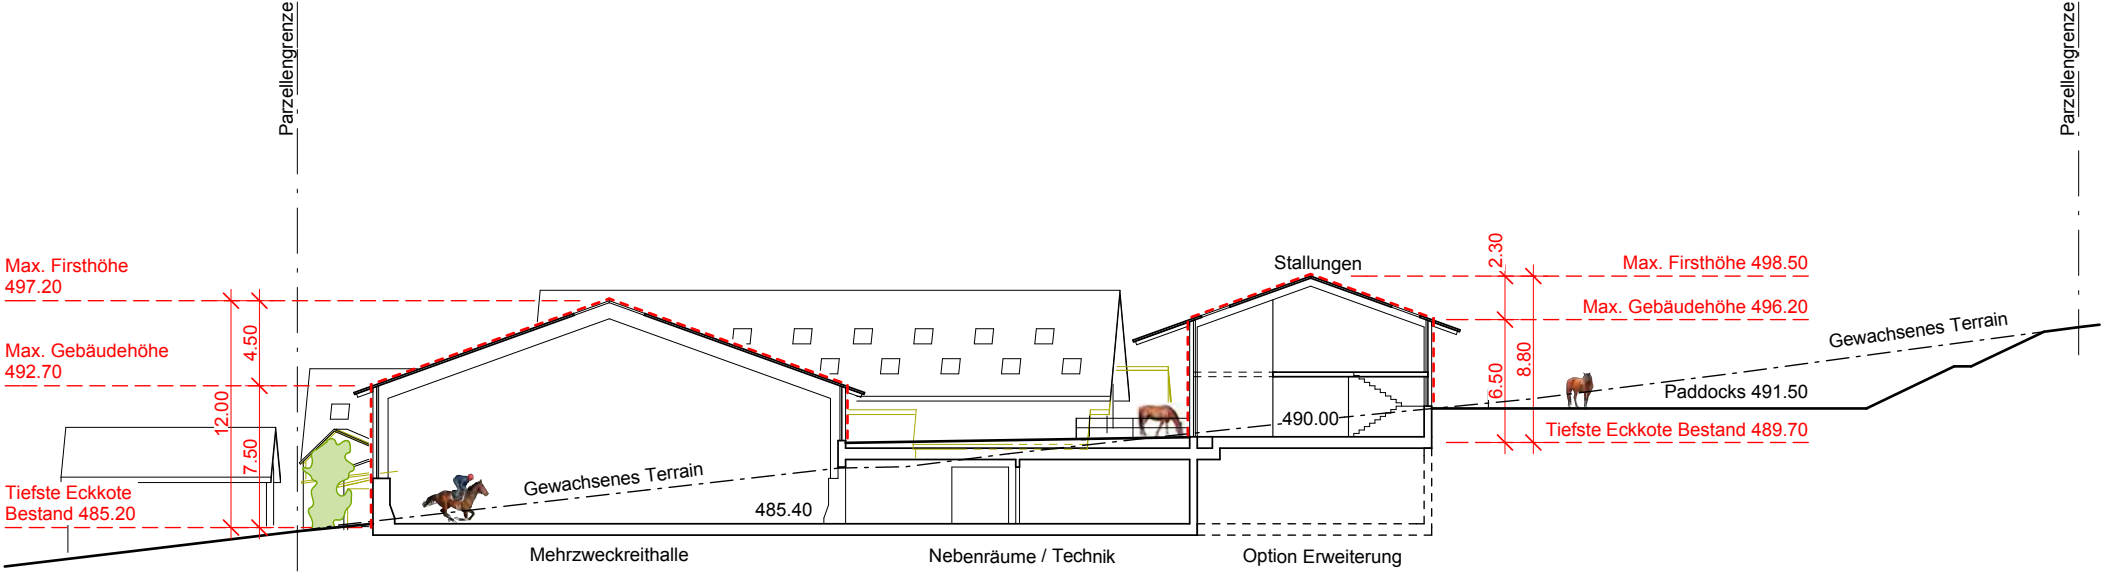 Parzellengrenze
Parzellengrenze
Max. Firsthöhe
497.20
Max. Gebäudehöhe
492.70
Tiefste Eckkote
Bestand 485.20
12.00
4.50
7.50
Gewachsenes Terrain
485.40
Mehrzweckreithalle
Nebenräume / Technik
Option Erweiterung
Stallungen
490.00
2.30
6.50
8.80
Max. Firsthöhe 498.50
Max. Gebäudehöhe 496.20
Gewachsenes Terrain
Paddocks 491.50
Tiefste Eckkote Bestand 489.70